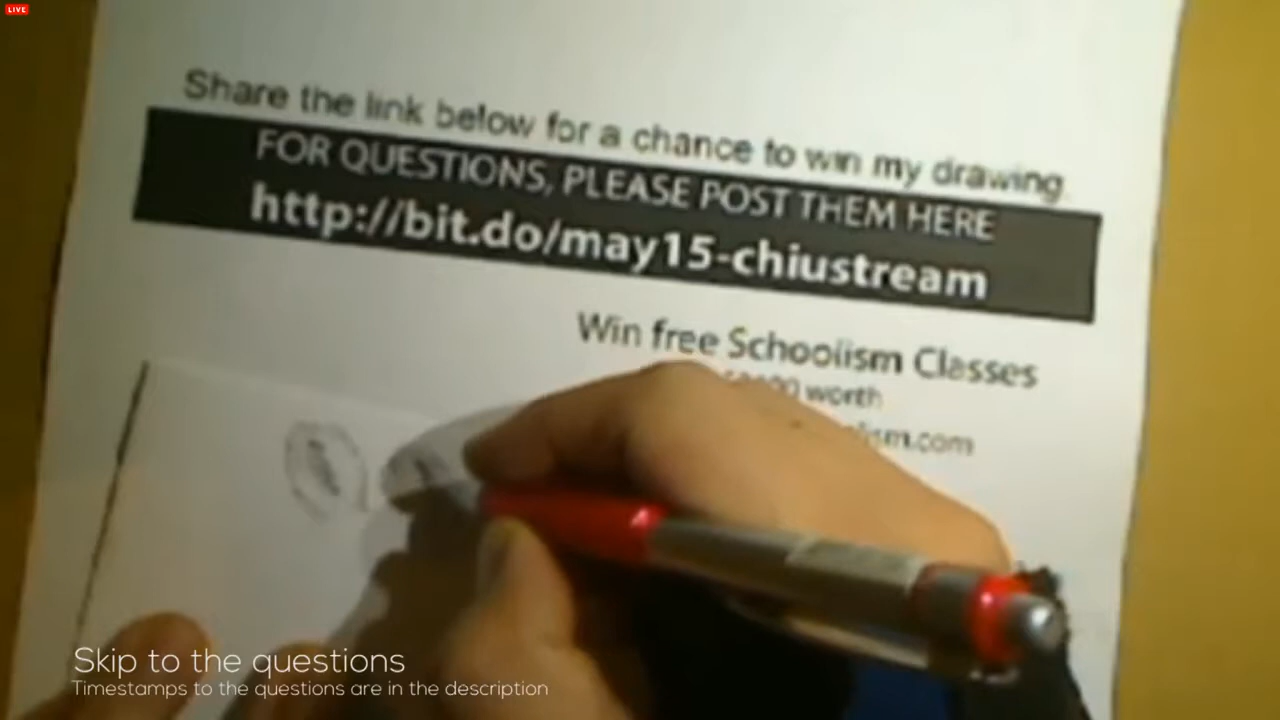 LIVE
Share the link below for a chance to win my drawing.
FOR QUESTIONS, PLEASE POST THEM HERE
http://bit.do/may15-chiustream
Win free Schoolism Classes
worth
Skip to the questions
Timestamps to the questions are in the description